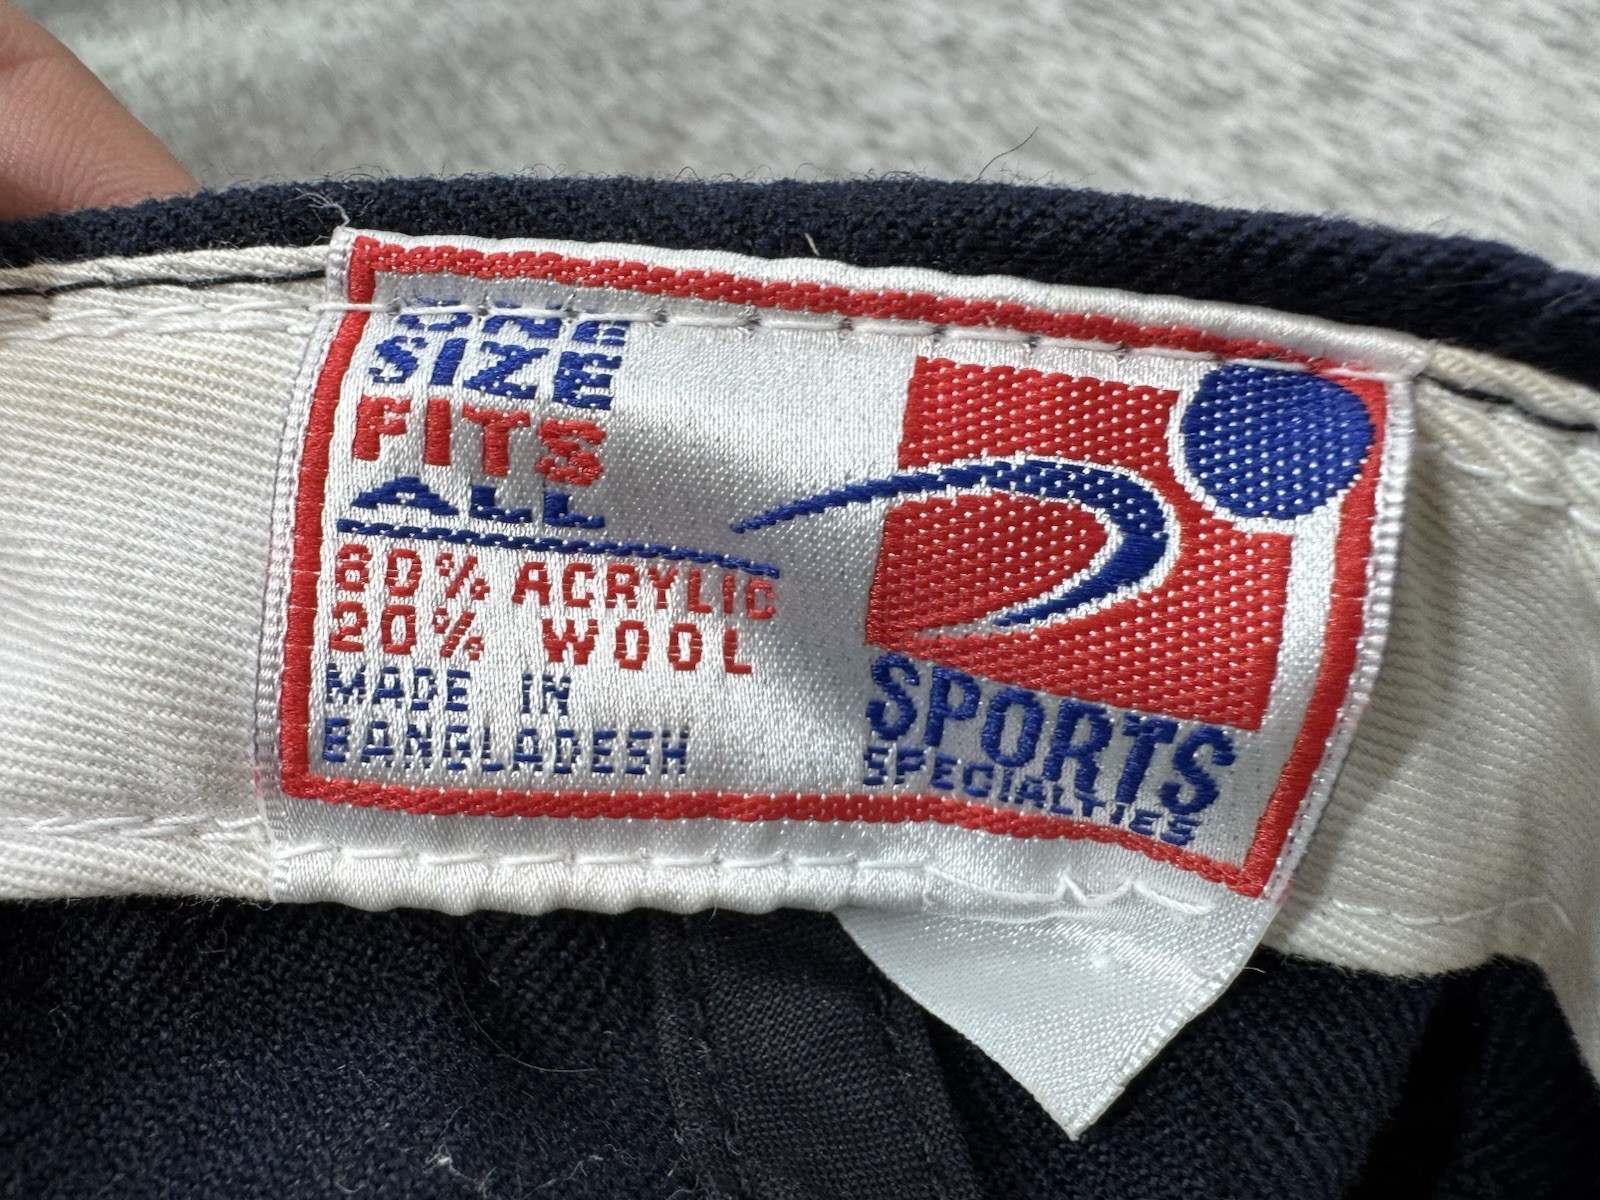 ONE
SIZE
FITS
ALL
80% ACRYLIC
20% WOOL
MADE IN
BANGLADESH
SPORTS
SPECIALTIES